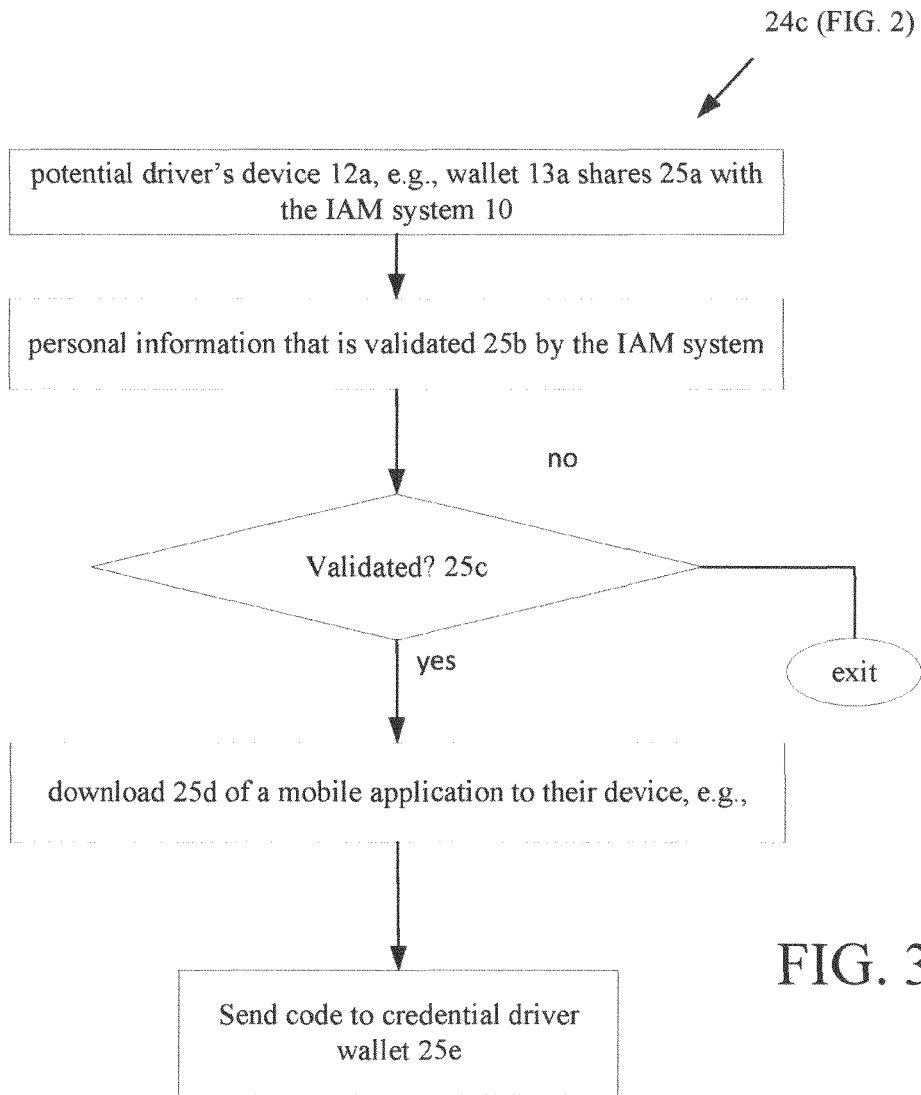 24c (FIG. 2)
potential driver's device 12a, e.g., wallet 13a shares 25a with
the IAM system 10
personal information that is validated 25b by the IAM system
no
Validated? 25c
yes
exit
download 25d of a mobile application to their device, e.g.,
FIG. 3
Send code to credential driver
wallet 25e